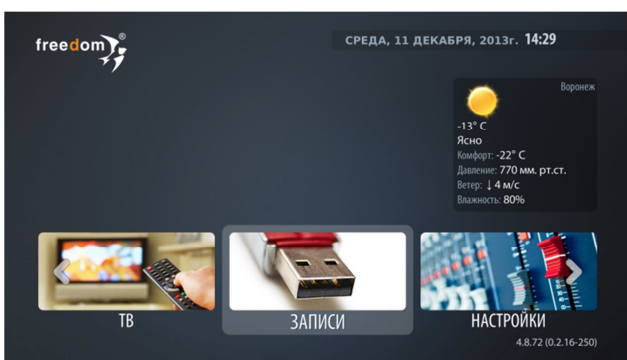 freedom
СРЕДА, 11 ДЕКАБРЯ, 2013г. 14:29
Воронеж
-13° C
Ясно
Комфорт: -22° C
Давление: 770 мм. рт.ст.
Ветер: ↓ 4 м/с
Влажность: 80%
ТВ
ЗАПИСИ
НАСТРОЙКИ
4.8.72 (0.2.16-250)